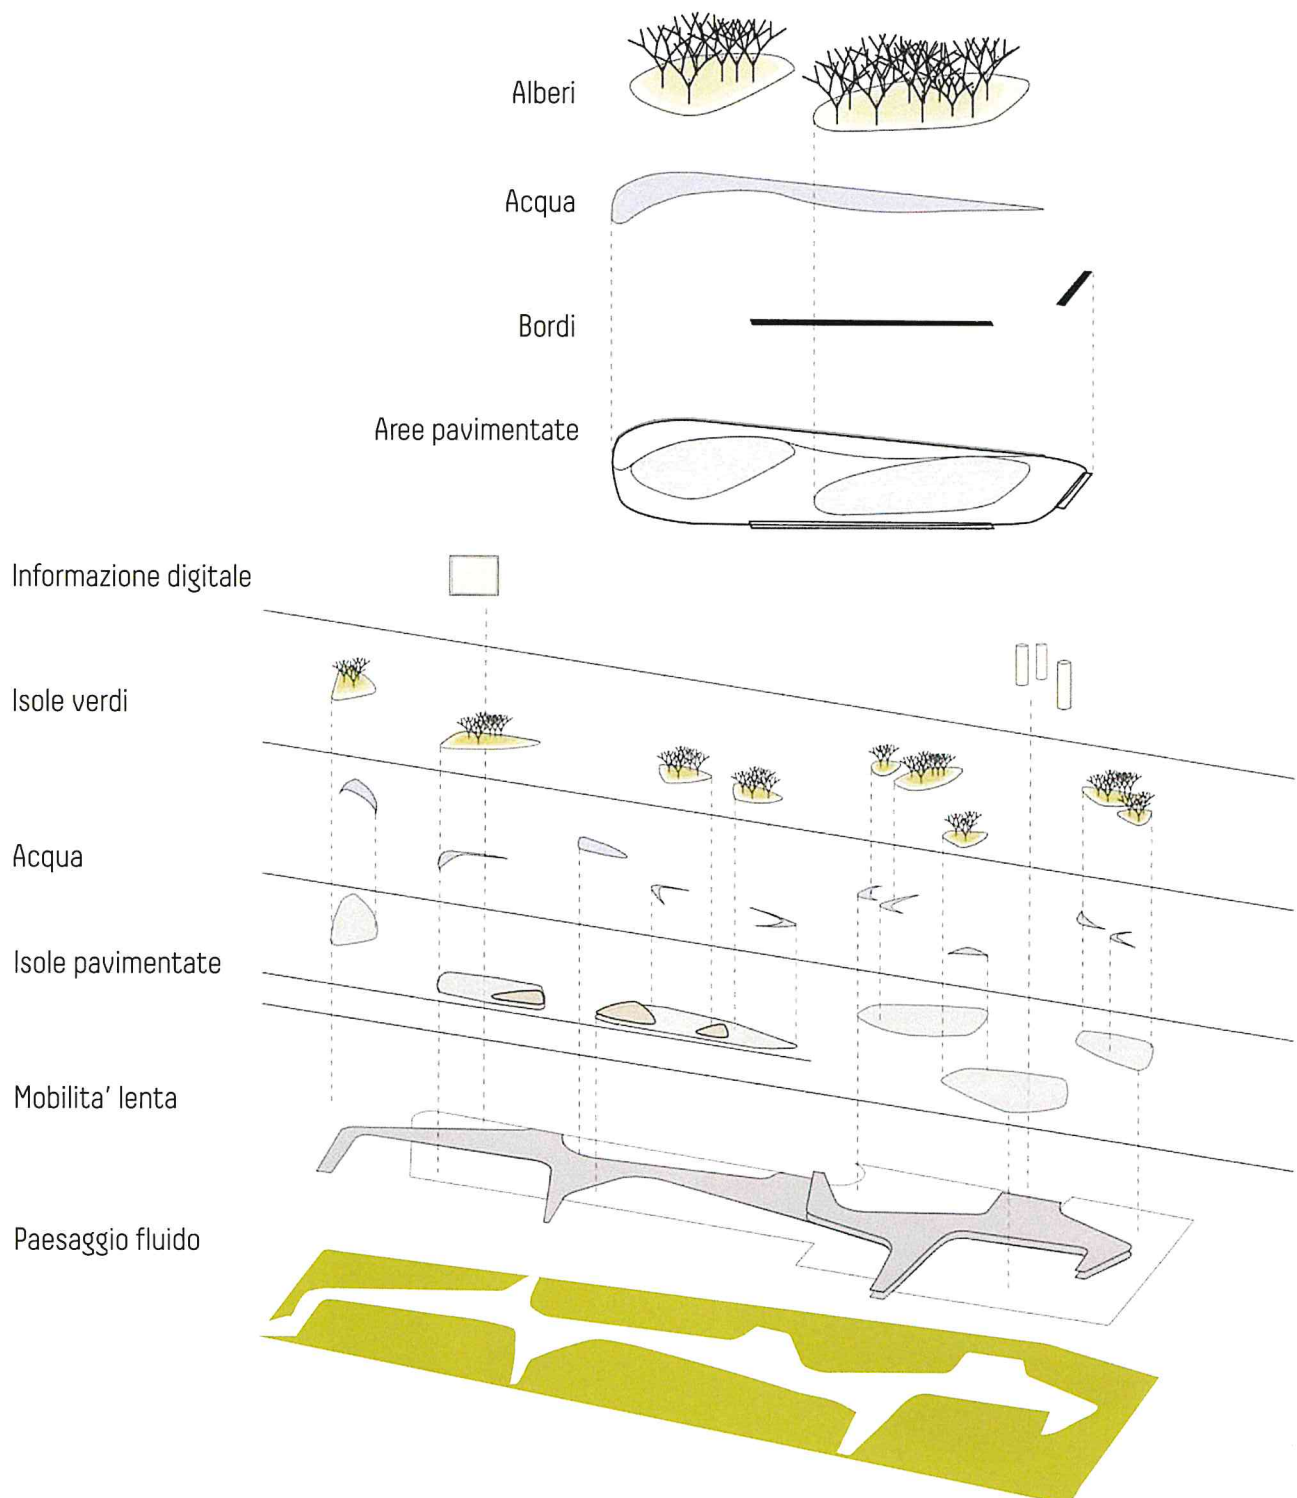 Alberi
Acqua
Bordi
Aree pavimentate
Informazione digitale
Isole verdi
Acqua
Isole pavimentate
Mobilita' lenta
Paesaggio fluido